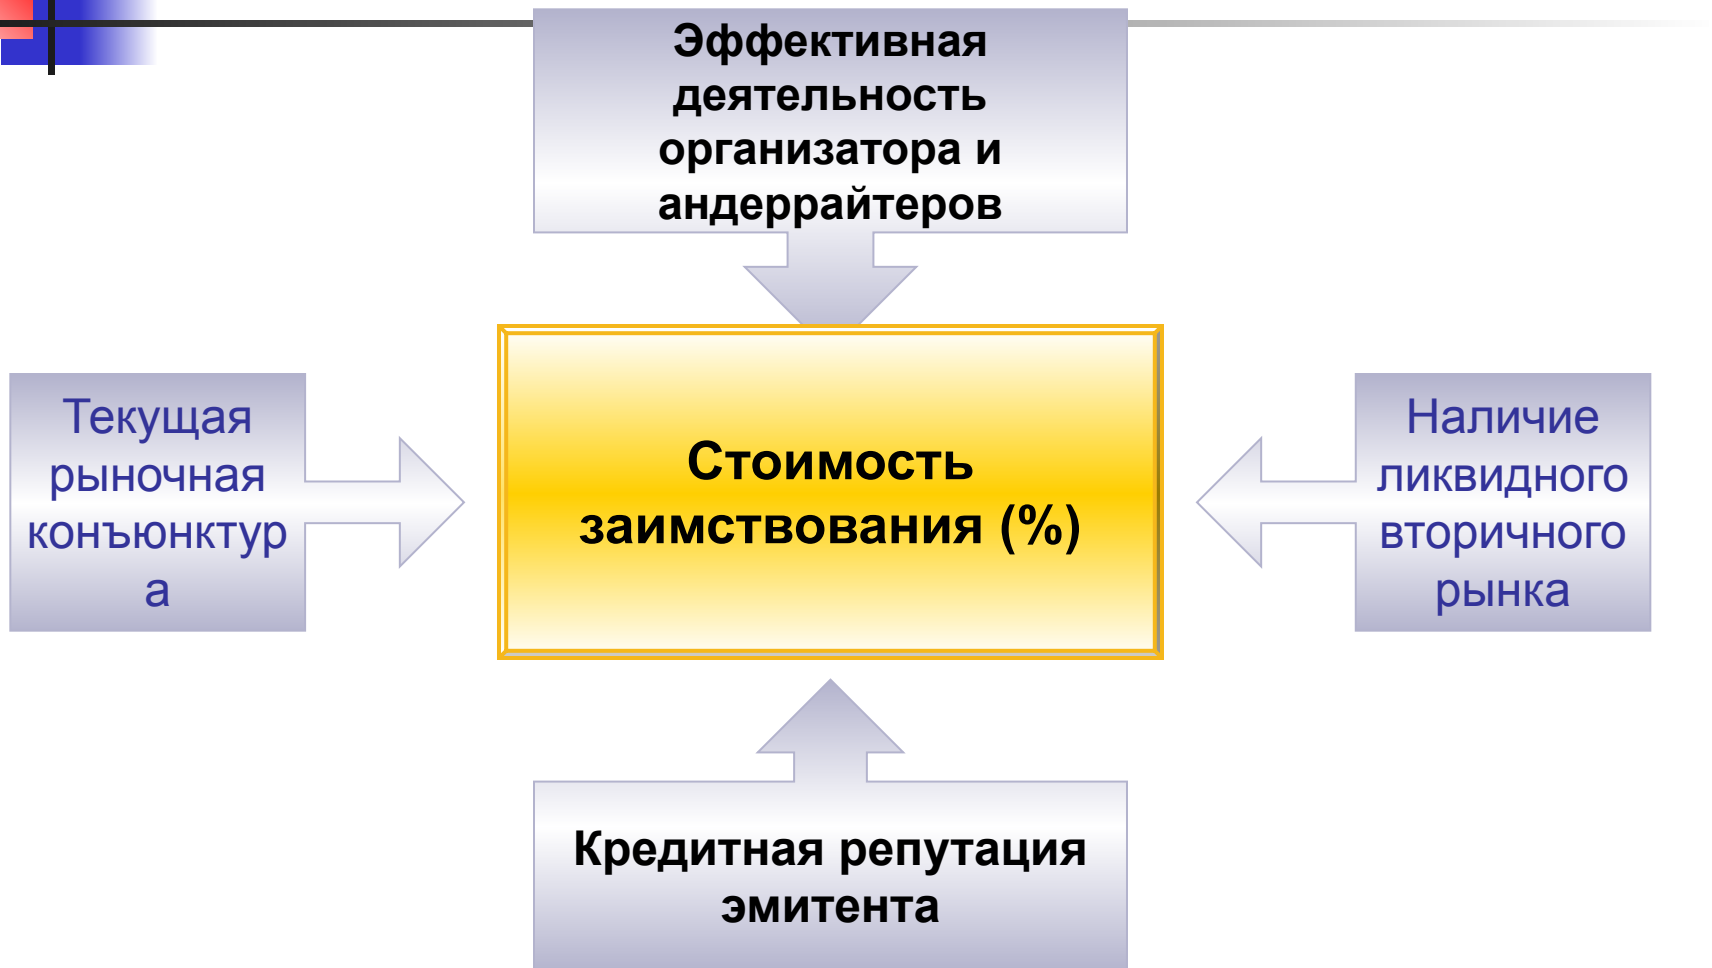 Эффективная
деятельность
организатора и
андеррайтеров
Текущая
рыночная
конъюнктур
а
Стоимость
заимствования (%)
Наличие
ликвидного
вторичного
рынка
Кредитная репутация
эмитента